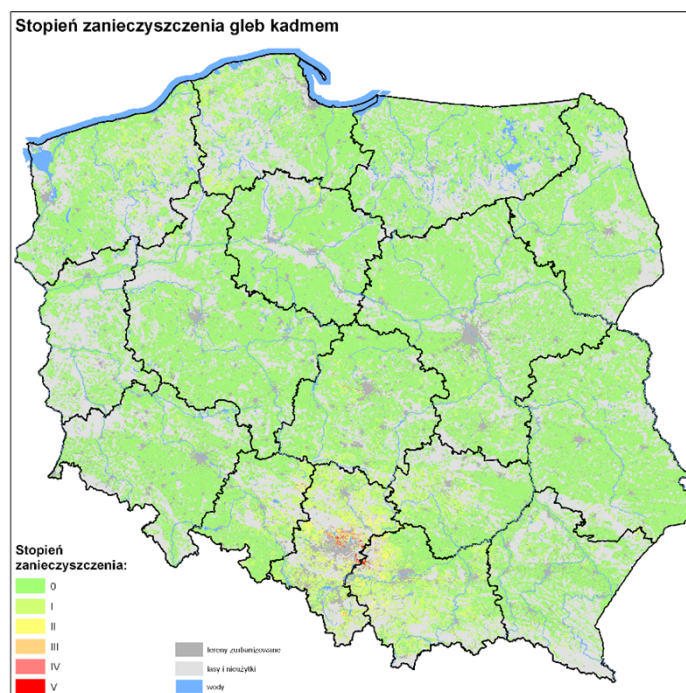 Stopień zanieczyszczenia gleb kadmem
Stopień
zanieczyszczenia:
0
I
II
III
IV
V
tereny zurbanizowane
lasy i nieużytki
wody